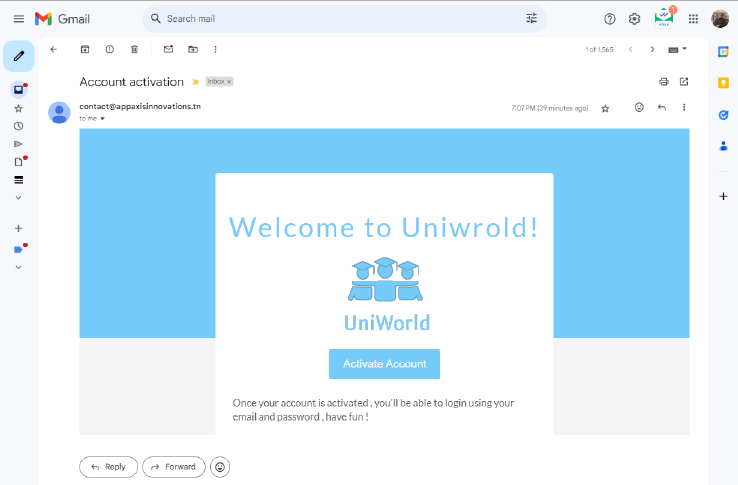 Gmail
Search mail
1
1 of 1,565
Account activation
inbox x
contact@appaxisinnovations.tn
7:07 PM (39 minutes ago)
to me
Welcome to Uniwrold!
UniWorld
Activate Account
Once your account is activated , you'll be able to login using your
email and password , have fun !
Reply
Forward